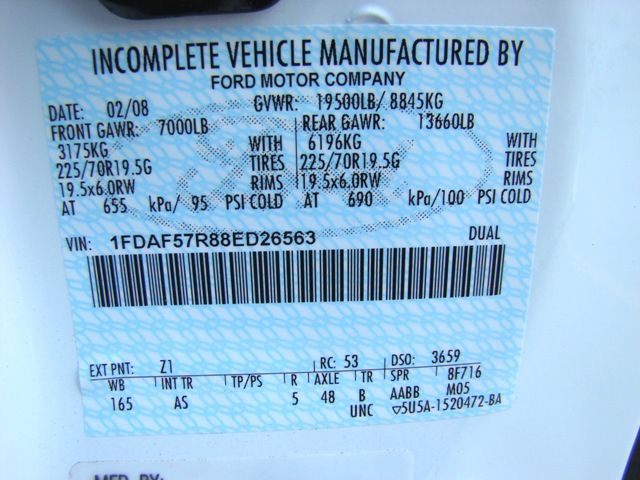 INCOMPLETE VEHICLE MANUFACTURED BY
FORD MOTOR COMPANY
DATE: 02/08 GVWR: 19500LB/ 8845KG
FRONT GAWR: 7000LB REAR GAWR: 13660LB
3175KG WITH 6196KG WITH
225/70R19.5G TIRES 225/70R19.5G TIRES
19.5x6.0RW RIMS 19.5x6.0RW RIMS
AT 655 kPa/ 95 PSI COLD AT 690 kPa/100 PSI COLD
VIN: 1FDAF57R88ED26563 DUAL
EXT PNT: Z1 RC: 53 DSO: 3659
WB INT TR TP/PS R AXLE TR SPR 8F716
165 AS 5 48 B AABB M05
UNC ▽5U5A-1520472-BA
MFD. BY: